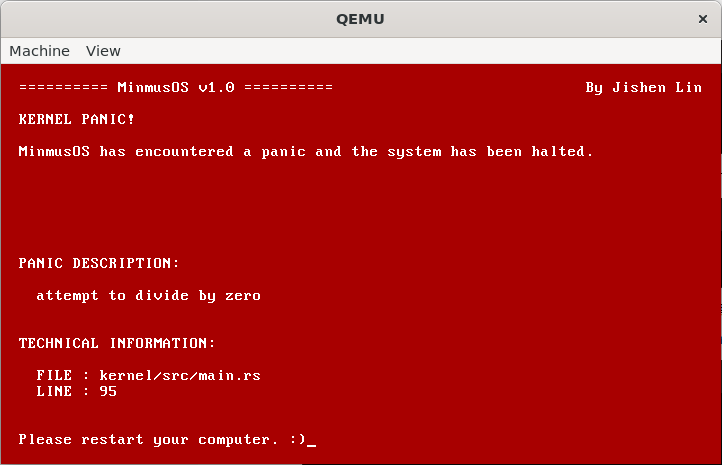 QEMU ×
Machine View
========== MinmusOS v1.0 ========== By Jishen Lin
KERNEL PANIC!
MinmusOS has encountered a panic and the system has been halted.
PANIC DESCRIPTION:
attempt to divide by zero
TECHNICAL INFORMATION:
FILE : kernel/src/main.rs
LINE : 95
Please restart your computer. :)_